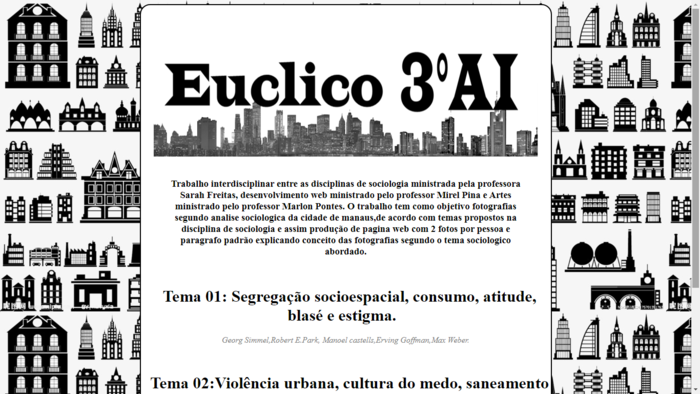 Euclico 3ºAI
Trabalho interdisciplinar entre as disciplinas de sociologia ministrada pela professora
Sarah Freitas, desenvolvimento web ministrado pelo professor Mirel Pina e Artes
ministrado pelo professor Marlon Pontes. O trabalho tem como objetivo fotografias
segundo analise sociologica da cidade de manaus,de acordo com temas propostos na
disciplina de sociologia e assim produção de pagina web com 2 fotos por pessoa e
paragrafo padrão explicando conceito das fotografias segundo o tema sociologico
abordado.
Tema 01: Segregação socioespacial, consumo, atitude,
blasé e estigma.
Georg Simmel,Robert E.Park, Manoel castells,Erving Goffman,Max Weber.
Tema 02:Violência urbana, cultura do medo, saneamento